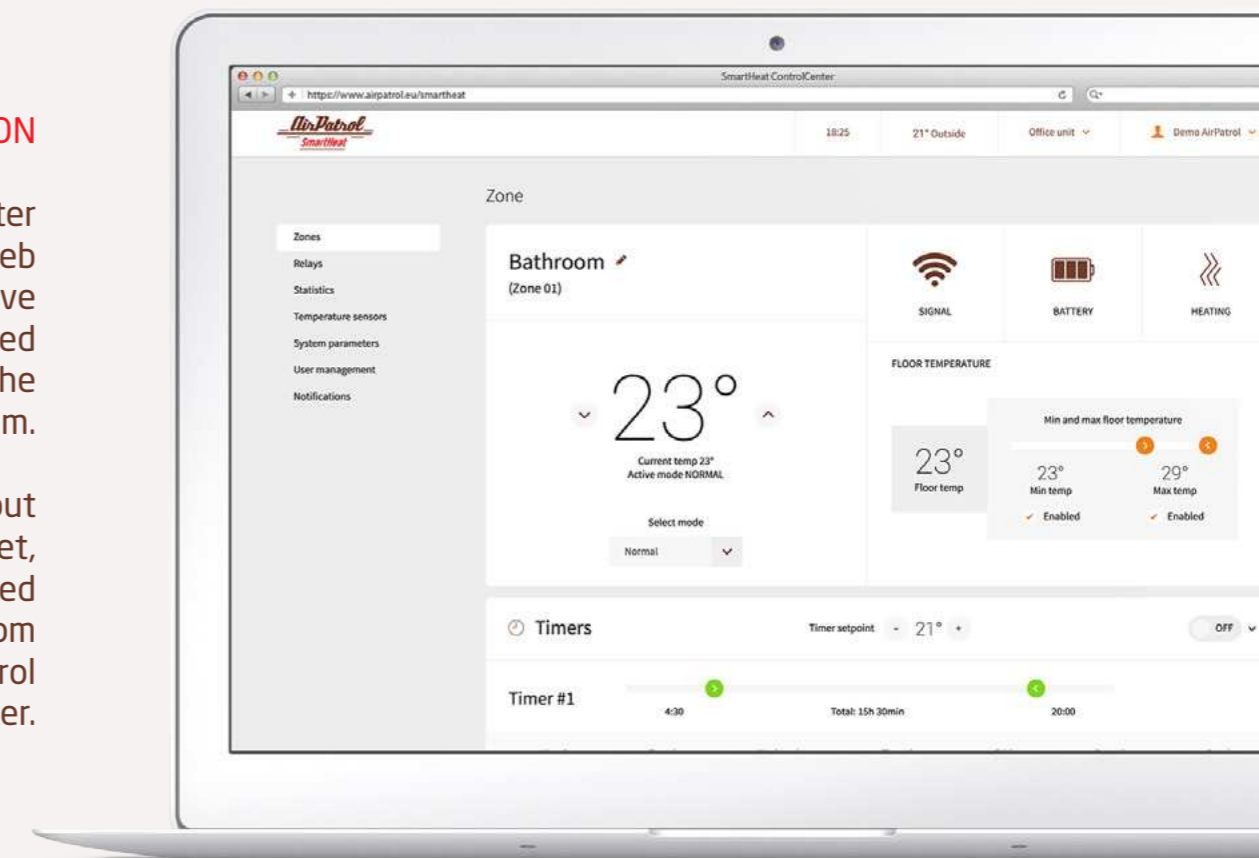 ON
ter
eb
ve
ed
he
m.
out
et,
ed
om
rol
er.
SmartHeat ControlCenter
https://www.airpatrol.eu/smartheat
AirPatrol
SmartHeat
18:25
21° Outside
Office unit
Demo AirPatrol
Zone
Zones
Relays
Statistics
Temperature sensors
System parameters
User management
Notifications
Bathroom
(Zone 01)
23°
Current temp 23°
Active mode NORMAL
Select mode
Normal
SIGNAL
BATTERY
HEATING
FLOOR TEMPERATURE
23°
Floor temp
Min and max floor temperature
23°
Min temp
Enabled
29°
Max temp
Enabled
Timers
Timer setpoint - 21° +
OFF
Timer #1
4:30
Total: 15h 30min
20:00